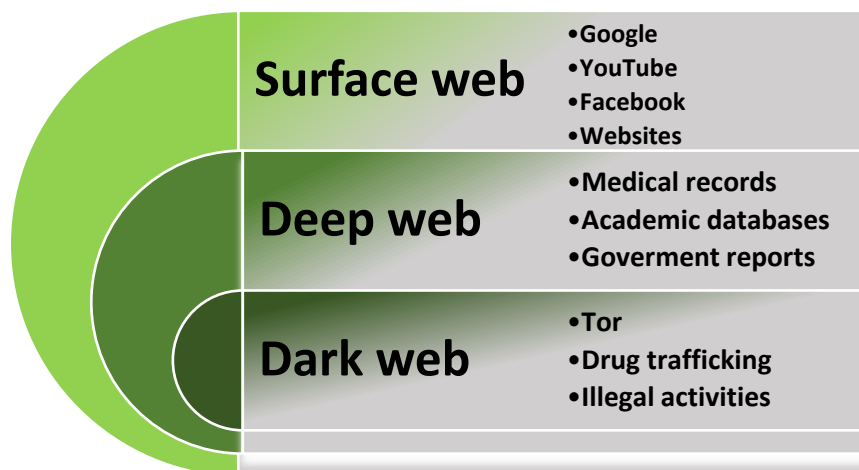 Surface web
•Google
•YouTube
•Facebook
•Websites
Deep web
•Medical records
•Academic databases
•Goverment reports
Dark web
•Tor
•Drug trafficking
•Illegal activities